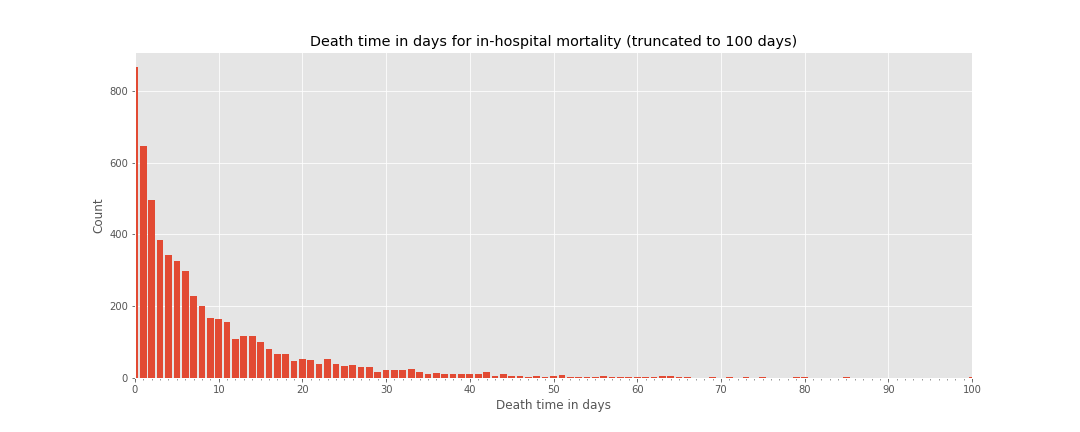 Death time in days for in-hospital mortality (truncated to 100 days)
800
600
400
200
0
Count
0 10 20 30 40 50 60 70 80 90 100
Death time in days